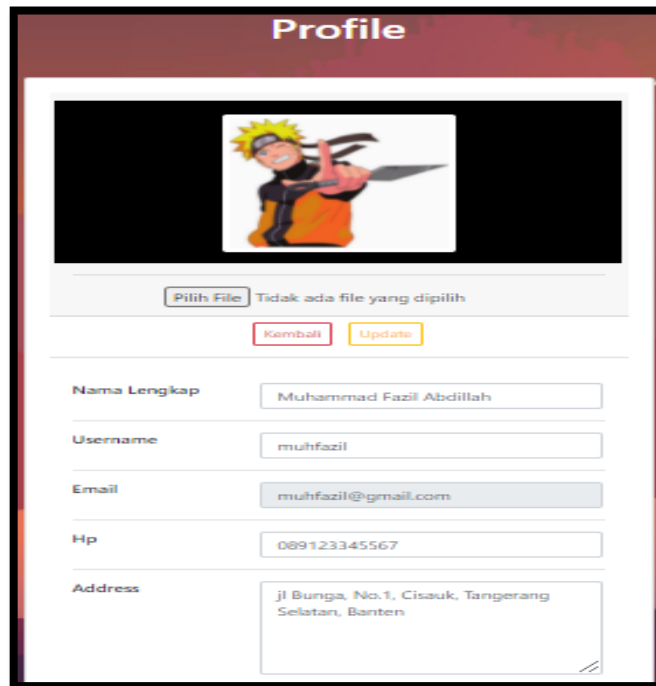 Profile
Pilih File Tidak ada file yang dipilih
Kembali Update
Nama Lengkap Muhammad Fazil Abdillah
Username muhfazil
Email muhfazil@gmail.com
Hp 089123345567
Address jl Bunga, No.1, Cisauk, Tangerang
Selatan, Banten